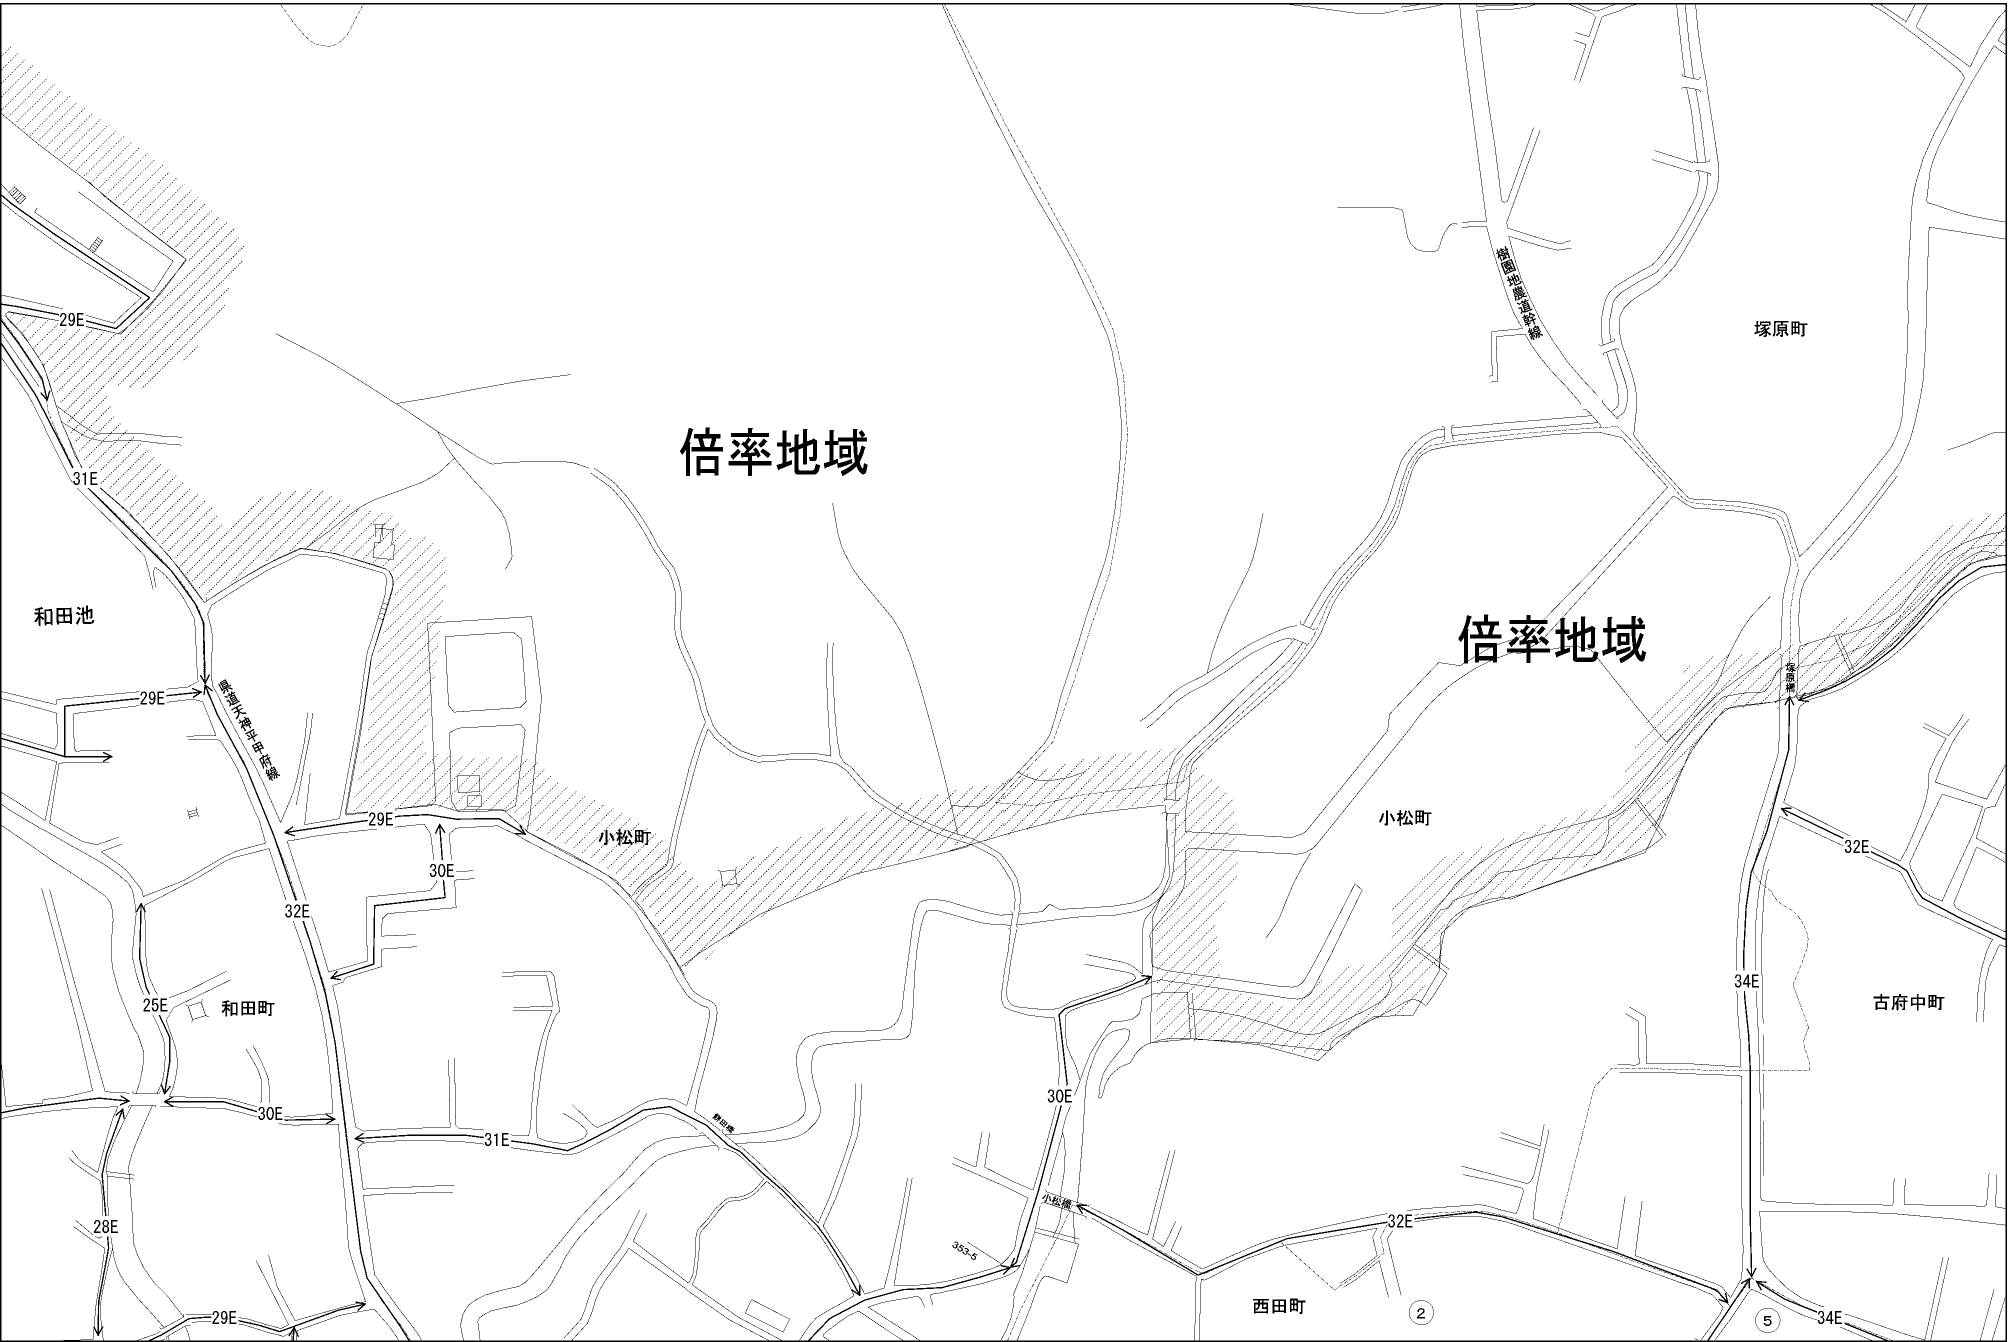 樹園地農道幹線
29E
塚原町
倍率地域
31E
和田池
倍率地域
塚原橋
29E
県道天神平甲府線
29E
小松町
小松町
32E
30E
32E
34E
25E
和田町
古府中町
30E
30E
31E
小松橋
28E
32E
353-5
西田町
2
5
29E
34E